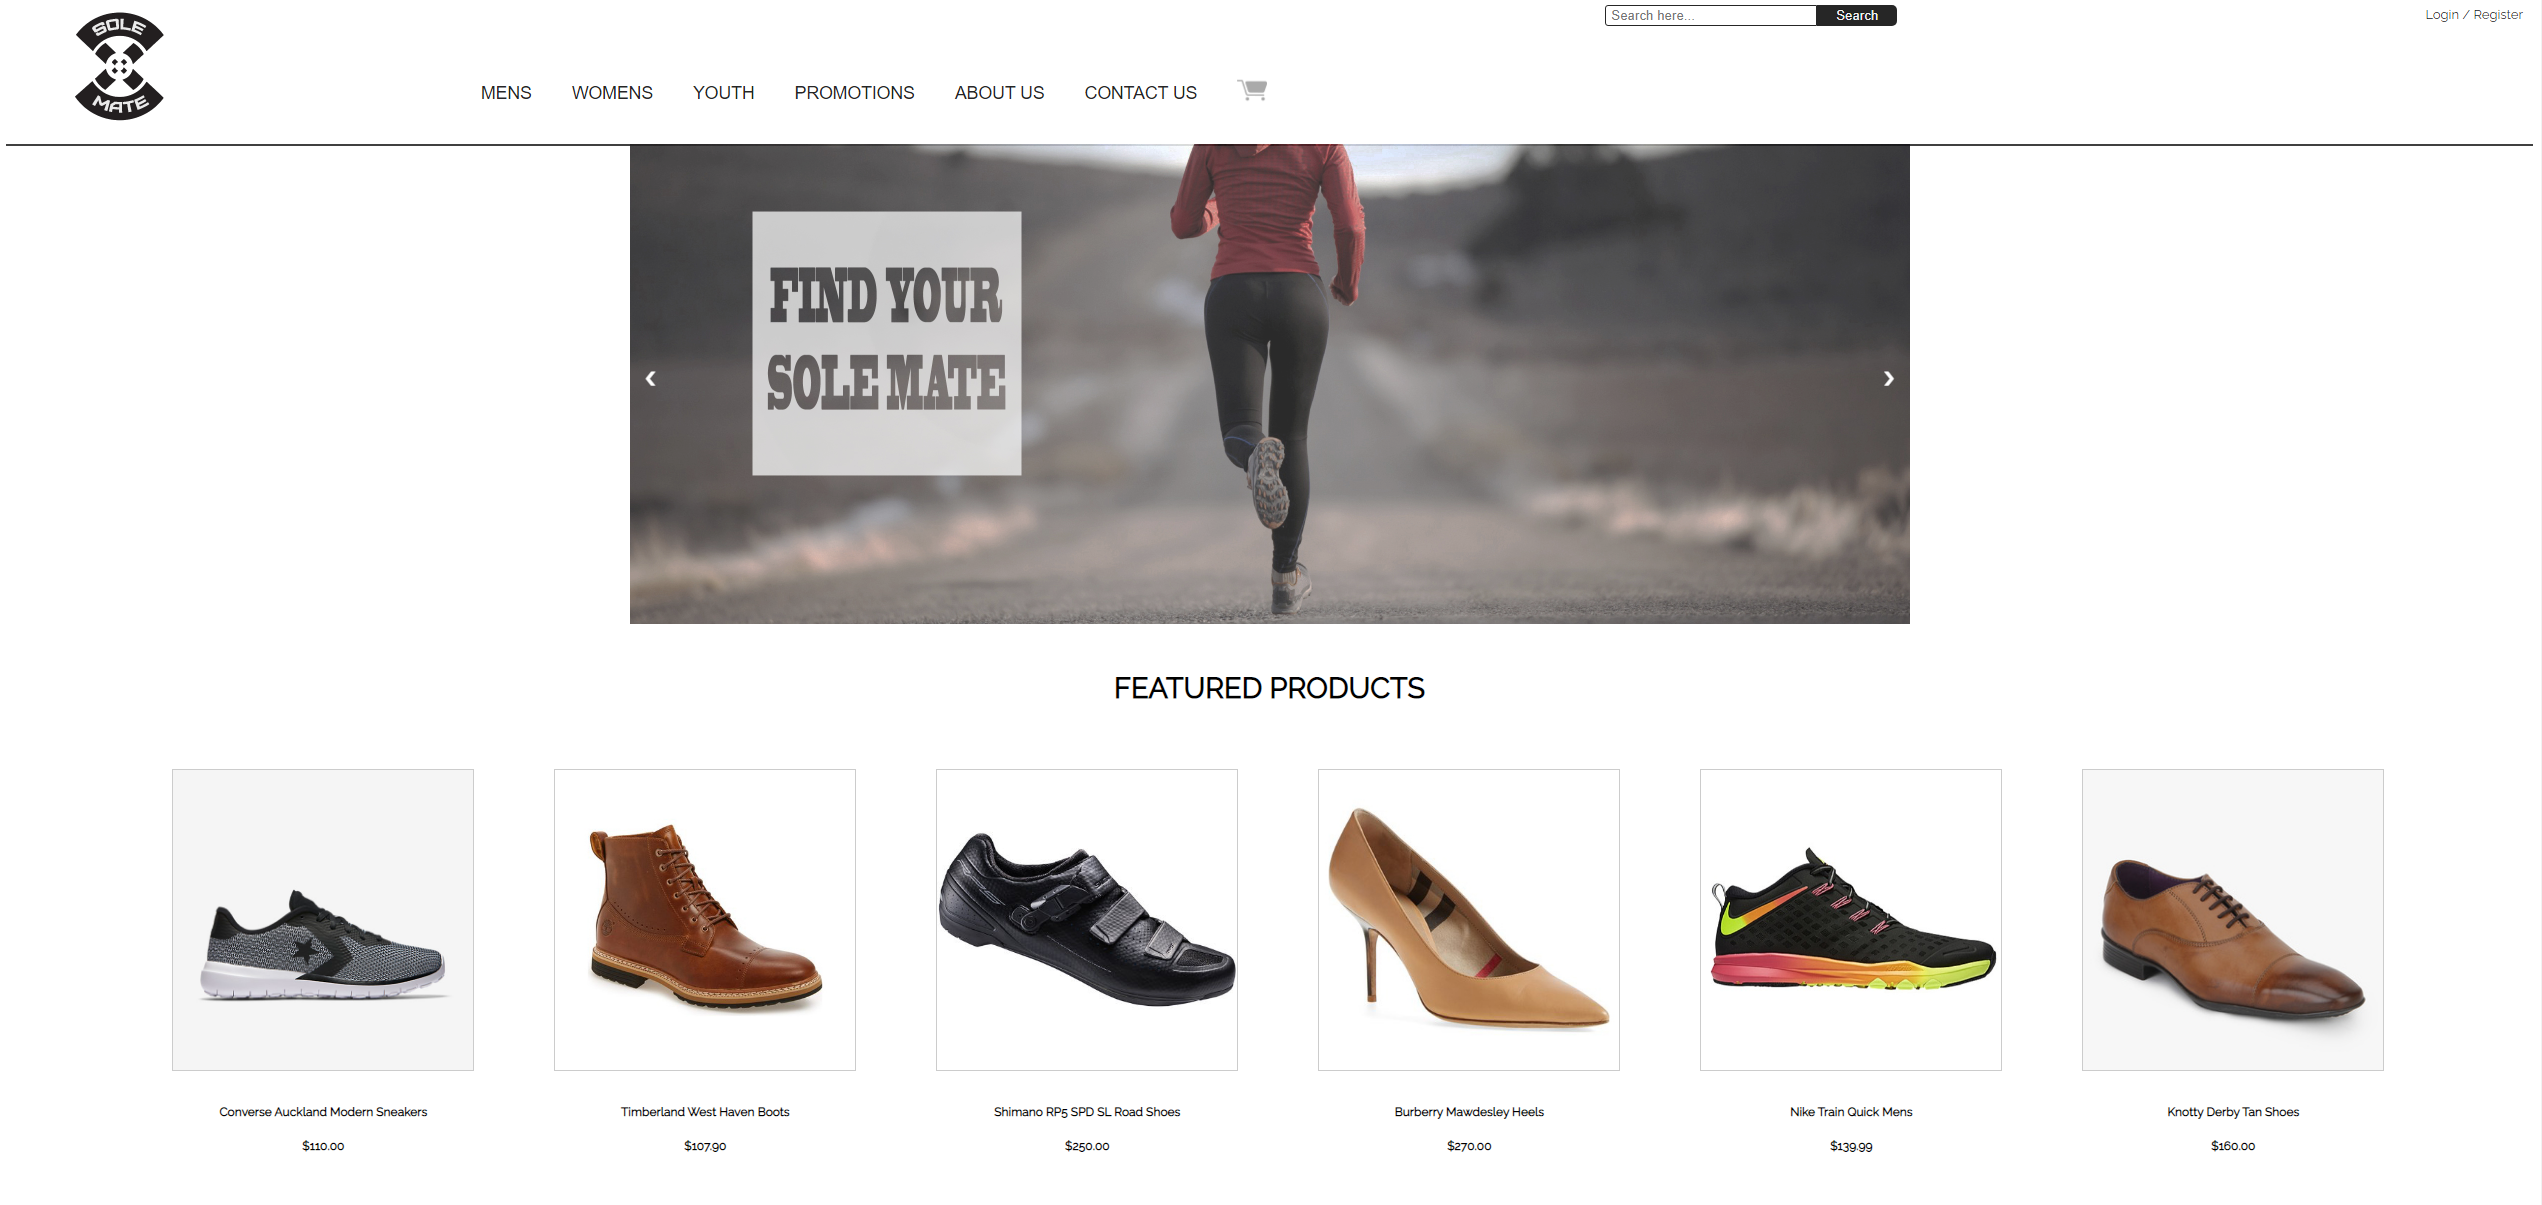 SOLE
MATE
Search here...
Search
Login / Register
MENS
WOMENS
YOUTH
PROMOTIONS
ABOUT US
CONTACT US
FIND YOUR
SOLE MATE
FEATURED PRODUCTS
Converse Auckland Modern Sneakers
$110.00
Timberland West Haven Boots
$107.90
Shimano RP5 SPD SL Road Shoes
$250.00
Burberry Mawdesley Heels
$270.00
Nike Train Quick Mens
$139.99
Knotty Derby Tan Shoes
$160.00